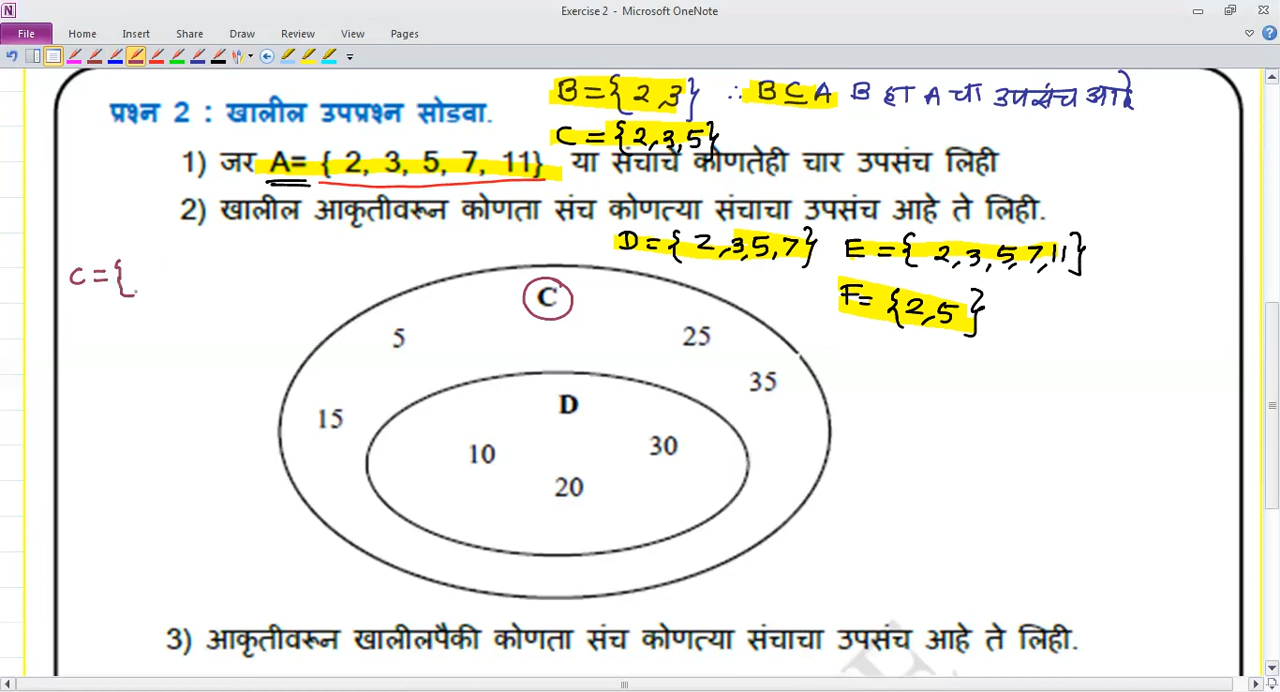 Exercise 2 - Microsoft OneNote
File Home Insert Share Draw Review View Pages
B = { 2, 3 } ∴ B ⊆ A B हा A चा उपसंच आहे
प्रश्न 2 : खालील उपप्रश्न सोडवा.
C = { 2, 3, 5 }
1) जर A= { 2, 3, 5, 7, 11} या संचाचे कोणतेही चार उपसंच लिही
2) खालील आकृतीवरून कोणता संच कोणत्या संचाचा उपसंच आहे ते लिही.
D = { 2, 3, 5, 7 } E = { 2, 3, 5, 7, 11 }
C = {
F = { 2, 5 }
C
5 25
35
D
15
10 30
20
3) आकृतीवरून खालीलपैकी कोणता संच कोणत्या संचाचा उपसंच आहे ते लिही.